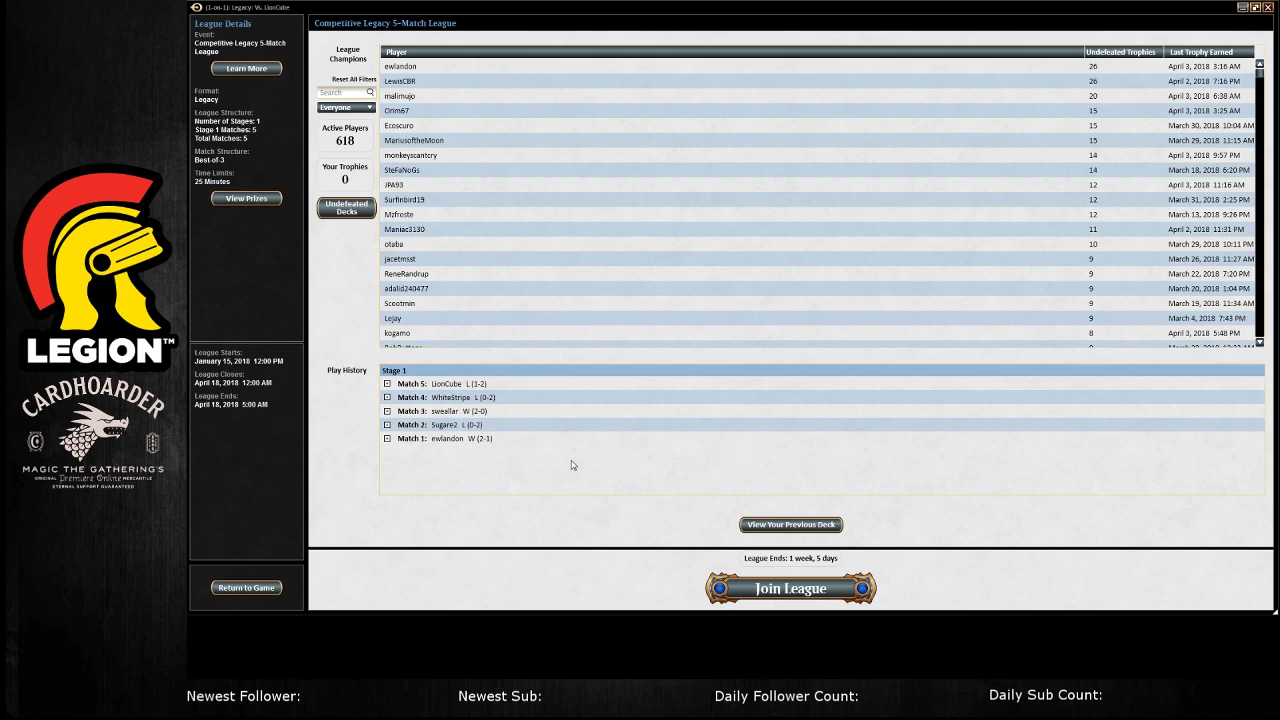 (1-on-1): Legacy: Vs. LionCube
League Details
Event:
Competitive Legacy 5-Match
League
Learn More
Format:
Legacy
League Structure:
Number of Stages: 1
Stage 1 Matches: 5
Total Matches: 5
Match Structure:
Best-of-3
Time Limits:
25 Minutes
View Prizes
League Starts:
January 15, 2018 12:00 PM
League Closes:
April 18, 2018 12:00 AM
League Ends:
April 18, 2018 5:00 AM
Return to Game
Competitive Legacy 5-Match League
League
Champions
Reset All Filters
Search
Everyone
Active Players
618
Your Trophies
0
Undefeated
Decks
Player Undefeated Trophies Last Trophy Earned
ewlandon 26 April 3, 2018 3:16 AM
LewisCBR 26 April 2, 2018 7:16 PM
malimujo 20 April 3, 2018 6:38 AM
Orim67 15 April 3, 2018 3:25 AM
Ecoscuro 15 March 30, 2018 10:04 AM
MariusoftheMoon 15 March 29, 2018 11:15 AM
monkeyscantcry 14 April 3, 2018 9:57 PM
SteFaNoGs 14 March 18, 2018 6:20 PM
JPA93 12 April 3, 2018 11:16 AM
Surfinbird19 12 March 31, 2018 2:25 PM
Mzfroste 12 March 13, 2018 9:26 PM
Maniac3130 11 April 2, 2018 11:31 PM
otaba 10 March 29, 2018 10:11 PM
jacetmsst 9 March 26, 2018 11:27 AM
ReneRandrup 9 March 22, 2018 7:20 PM
adalid240477 9 March 20, 2018 1:04 PM
Scootmin 9 March 19, 2018 11:34 AM
Lejay 9 March 4, 2018 7:43 PM
kogamo 8 April 3, 2018 5:48 PM
Play History
Stage 1
Match 5: LionCube L (1-2)
Match 4: WhiteStripe L (0-2)
Match 3: sweallar W (2-0)
Match 2: Sugare2 L (0-2)
Match 1: ewlandon W (2-1)
View Your Previous Deck
League Ends: 1 week, 5 days
Join League
LEGION™
CARDHOARDER
MAGIC THE GATHERING'S
ORIGINAL Premiere Online MERCANTILE
ETERNAL SUPPORT GUARANTEED
Newest Follower:
Newest Sub:
Daily Follower Count:
Daily Sub Count: